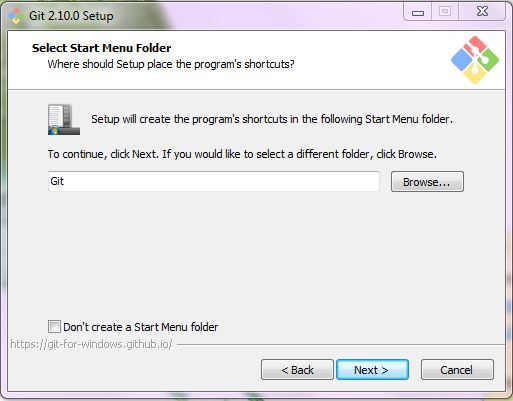 Git 2.10.0 Setup
Select Start Menu Folder
Where should Setup place the program's shortcuts?
Setup will create the program's shortcuts in the following Start Menu folder.
To continue, click Next. If you would like to select a different folder, click Browse.
Git
Browse...
Don't create a Start Menu folder
https://git-for-windows.github.io/
< Back
Next >
Cancel